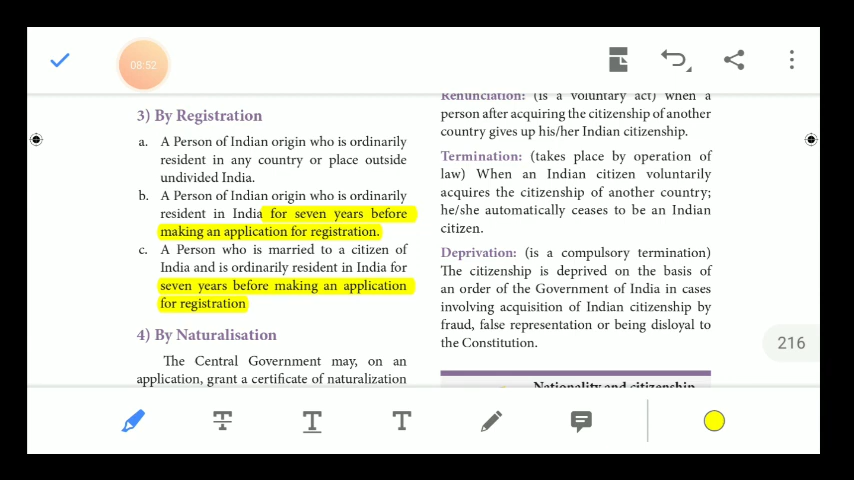 08:52
3) By Registration
a. A Person of Indian origin who is ordinarily
resident in any country or place outside
undivided India.
b. A Person of Indian origin who is ordinarily
resident in India for seven years before
making an application for registration.
c. A Person who is married to a citizen of
India and is ordinarily resident in India for
seven years before making an application
for registration
4) By Naturalisation
The Central Government may, on an
application, grant a certificate of naturalization
Renunciation: (is a voluntary act) when a
person after acquiring the citizenship of another
country gives up his/her Indian citizenship.
Termination: (takes place by operation of
law) When an Indian citizen voluntarily
acquires the citizenship of another country;
he/she automatically ceases to be an Indian
citizen.
Deprivation: (is a compulsory termination)
The citizenship is deprived on the basis of
an order of the Government of India in cases
involving acquisition of Indian citizenship by
fraud, false representation or being disloyal to
the Constitution.
Nationality and citizenship
216
T
T
T